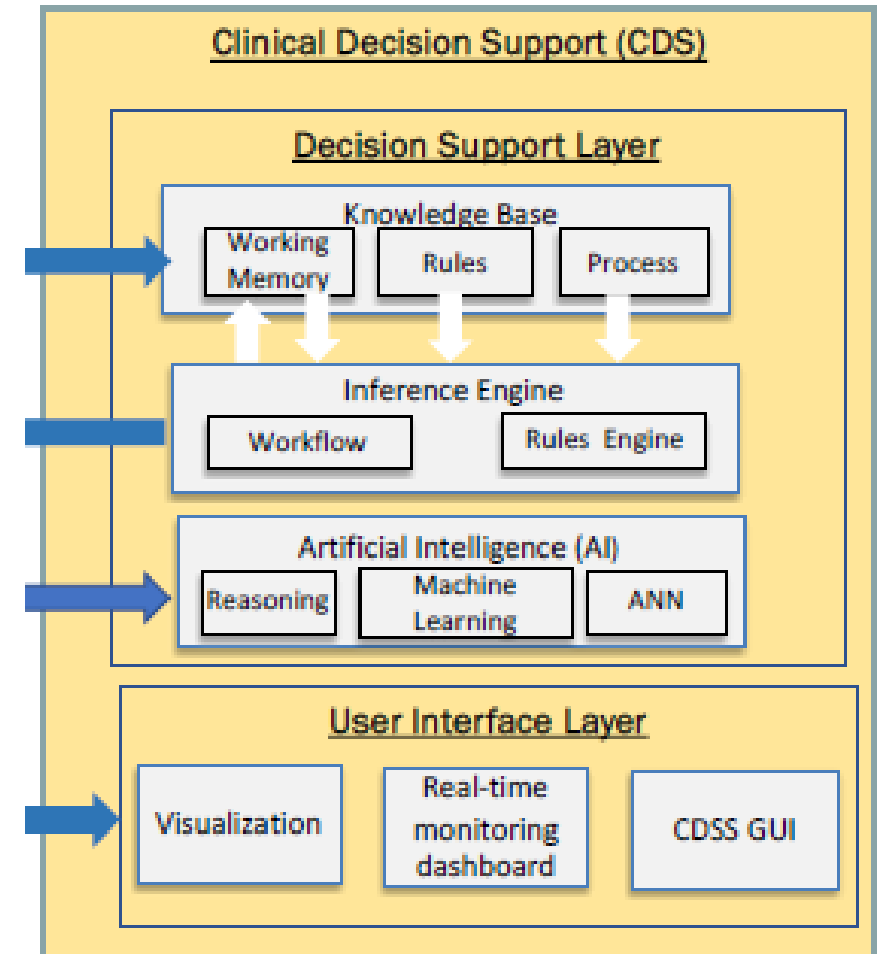 Clinical Decision Support (CDS)
Decision Support Layer
Knowledge Base
Working
Memory
Rules
Process
Inference Engine
Workflow
Rules Engine
Artificial Intelligence (AI)
Reasoning
Machine
Learning
ANN
User Interface Layer
Visualization
Real-time
monitoring
dashboard
CDSS GUI